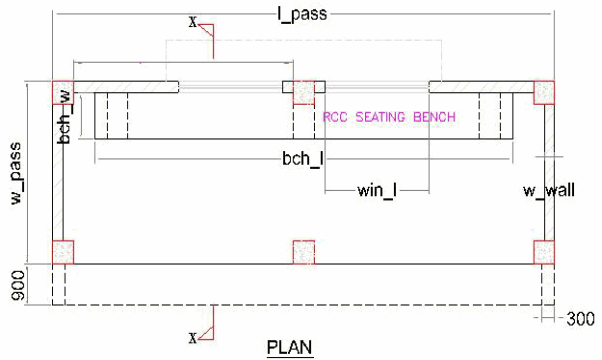 l_pass
X
bch_w
RCC SEATING BENCH
bch_l
w_pass
win_l
w_wall
900
300
X
PLAN